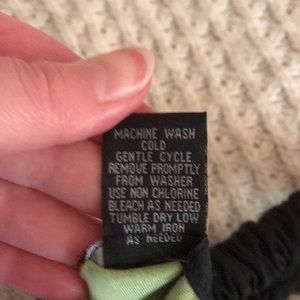 MACHINE WASH
COLD
GENTLE CYCLE
REMOVE PROMPTLY
FROM WASHER
USE NON CHLORINE
BLEACH AS NEEDED
TUMBLE DRY LOW
WARM IRON
AS NEEDED